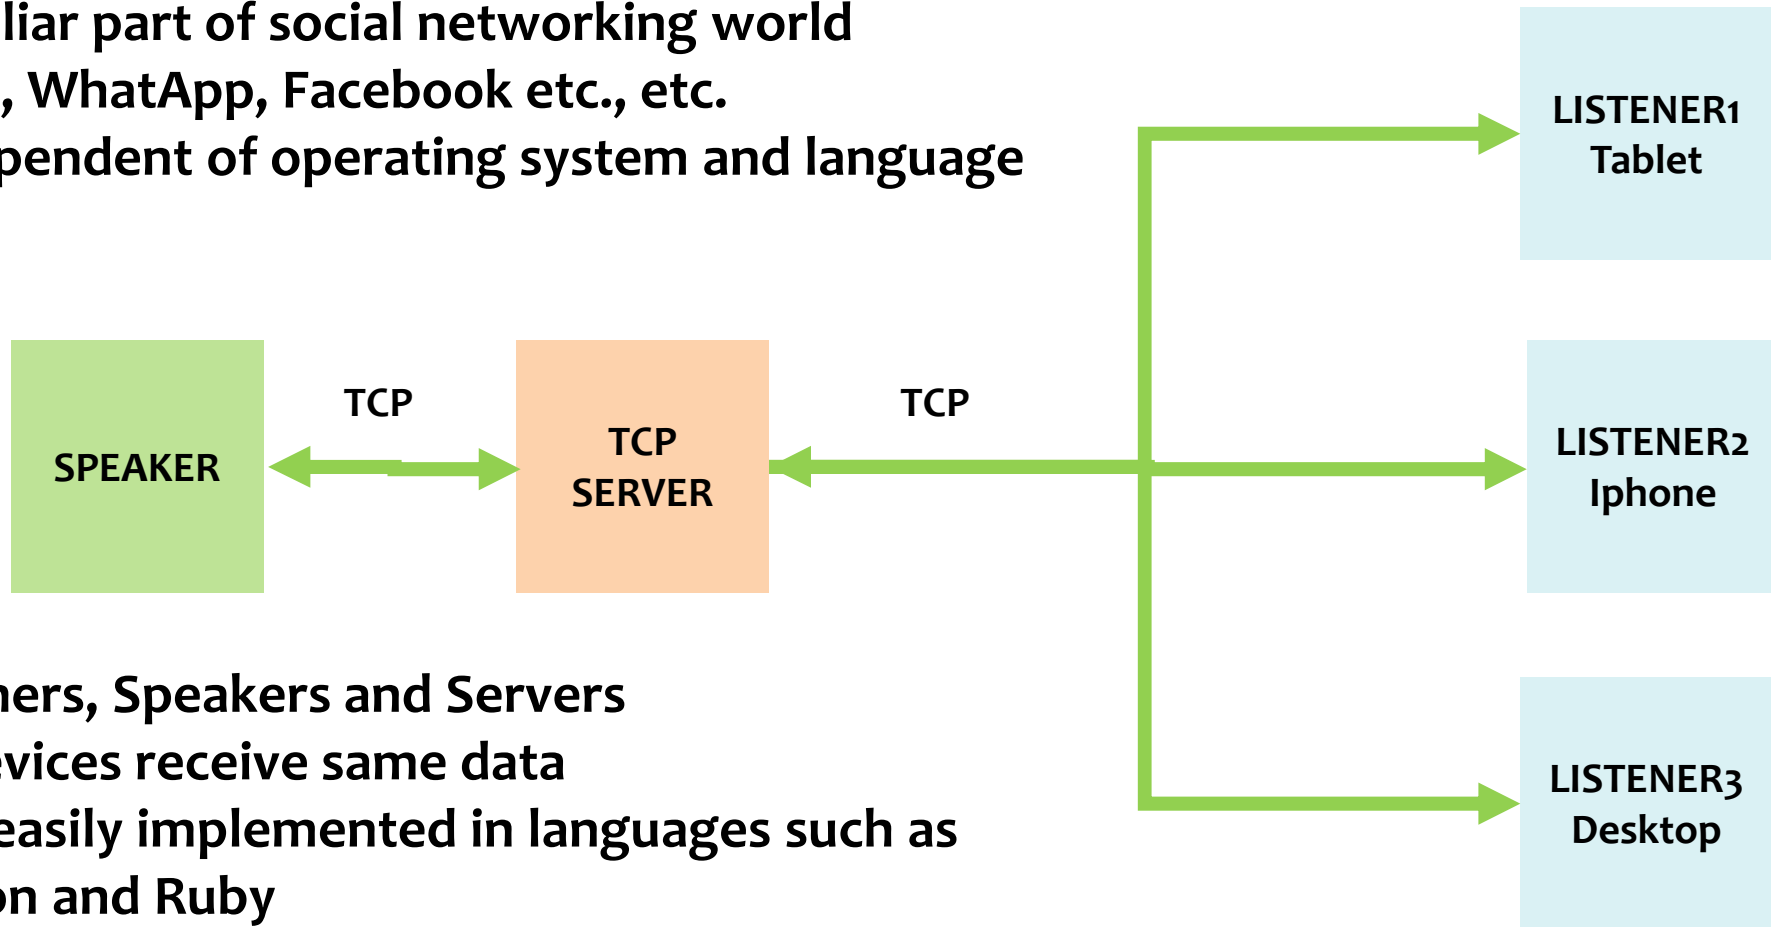 liar part of social networking world
, WhatApp, Facebook etc., etc.
pendent of operating system and language
LISTENER1
Tablet
SPEAKER
TCP
TCP
SERVER
TCP
LISTENER2
Iphone
ners, Speakers and Servers
evices receive same data
easily implemented in languages such as
on and Ruby
LISTENER3
Desktop